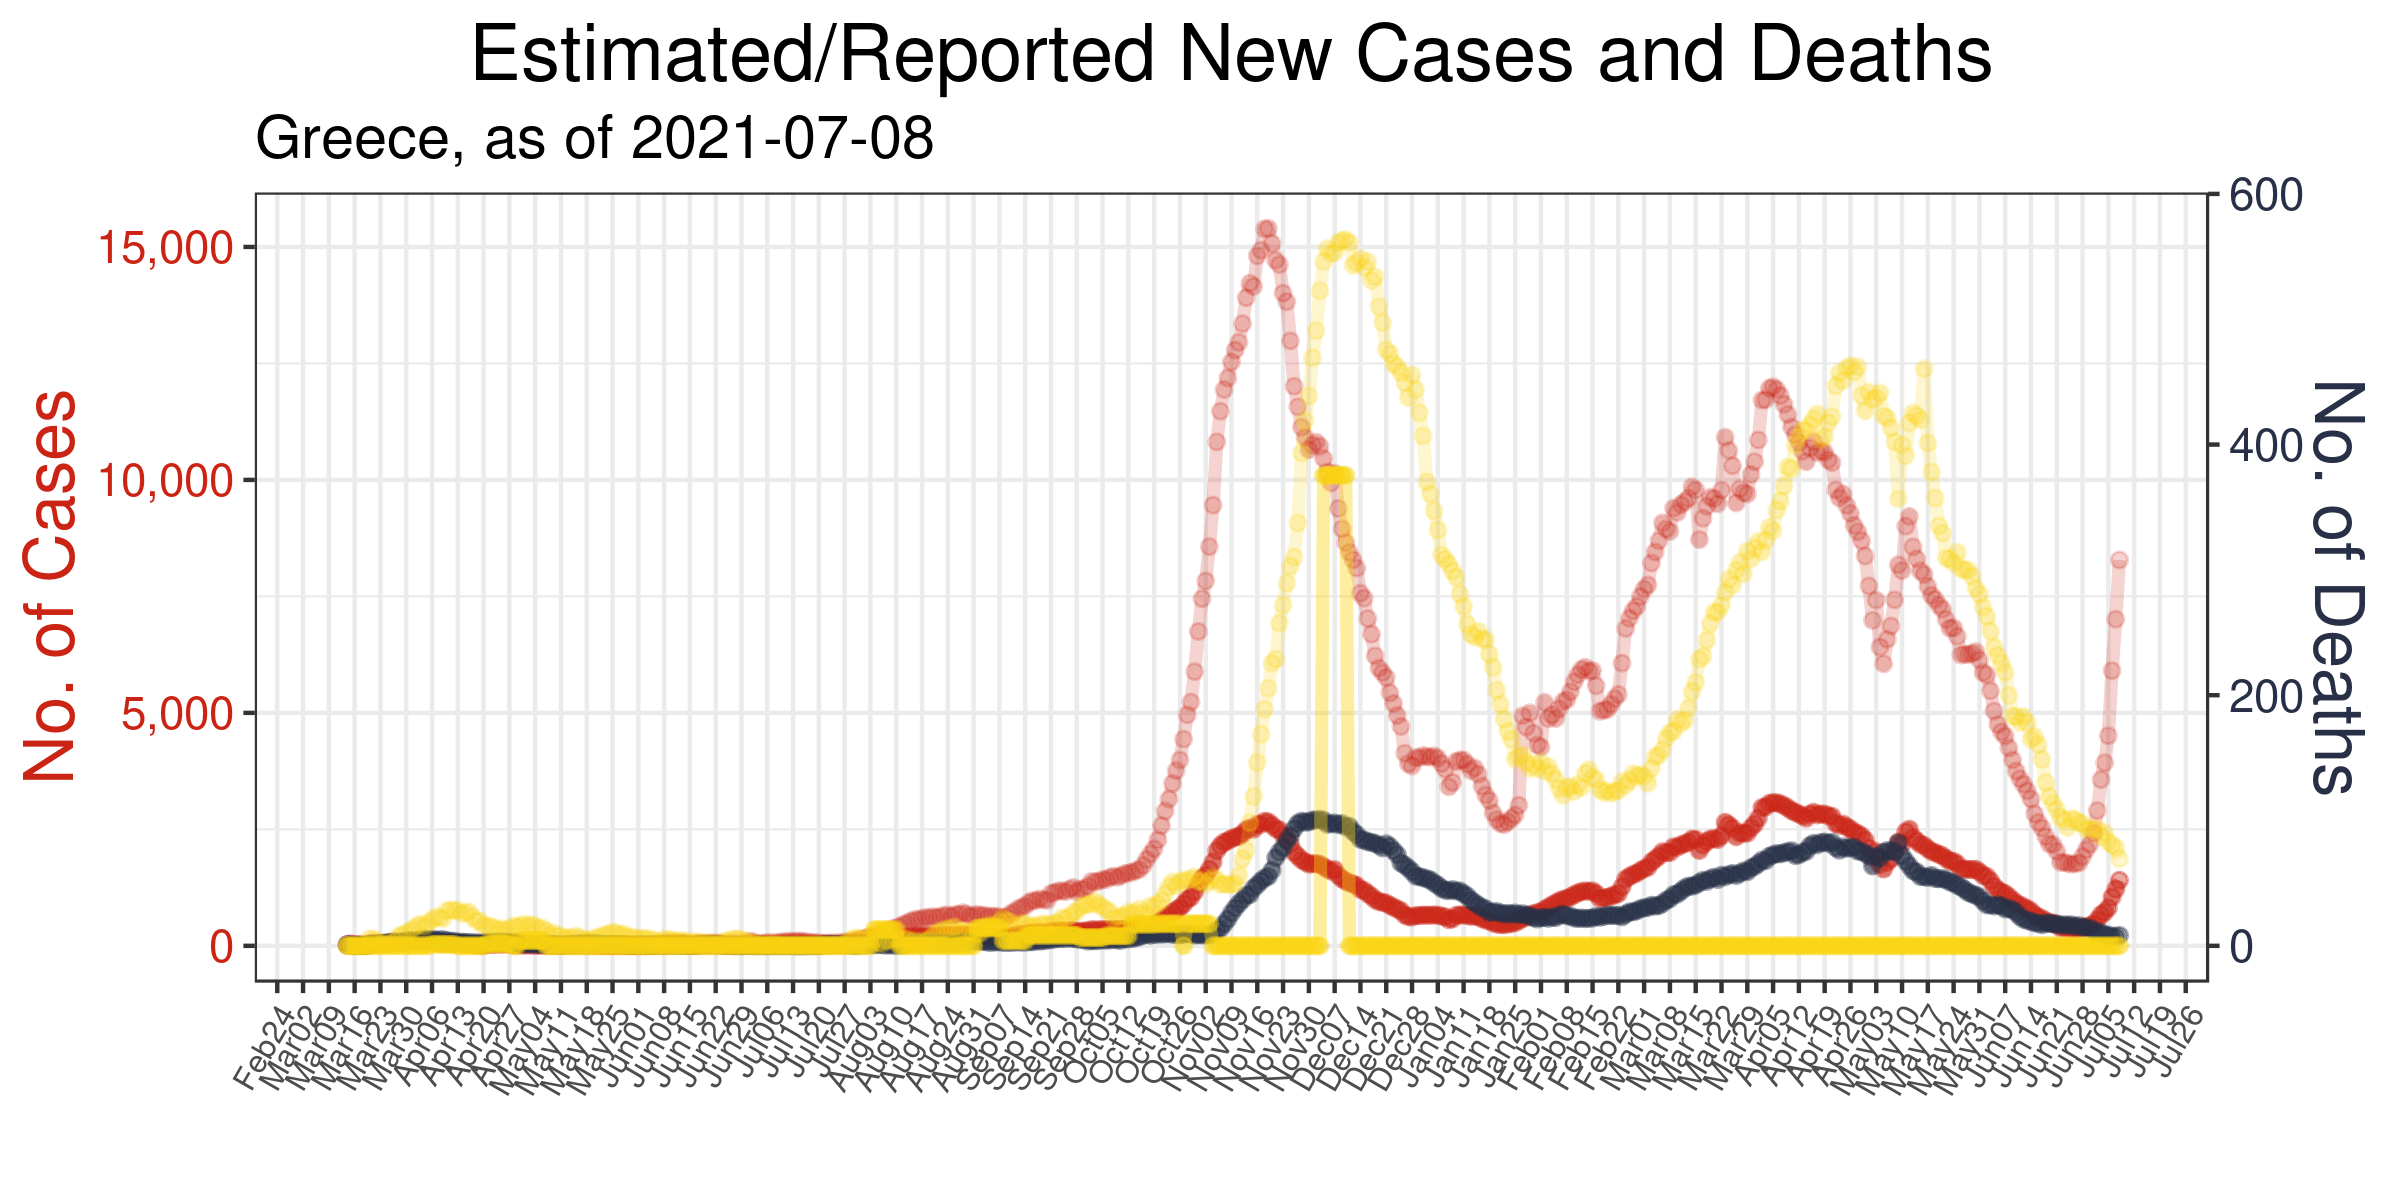 Estimated/Reported New Cases and Deaths
Greece, as of 2021-07-08
No. of Cases
15,000
10,000
5,000
0
600
400
200
0
No. of Deaths
Feb24
Mar02
Mar09
Mar16
Mar23
Mar30
Apr06
Apr13
Apr20
Apr27
May04
May11
May18
May25
Jun01
Jun08
Jun15
Jun22
Jun29
Jul06
Jul13
Jul20
Jul27
Aug03
Aug10
Aug17
Aug24
Aug31
Sep07
Sep14
Sep21
Sep28
Oct05
Oct12
Oct19
Oct26
Nov02
Nov09
Nov16
Nov23
Nov30
Dec07
Dec14
Dec21
Dec28
Jan04
Jan11
Jan18
Jan25
Feb01
Feb08
Feb15
Feb22
Mar01
Mar08
Mar15
Mar22
Mar29
Apr05
Apr12
Apr19
Apr26
May03
May10
May17
May24
May31
Jun07
Jun14
Jun21
Jun28
Jul05
Jul12
Jul19
Jul26